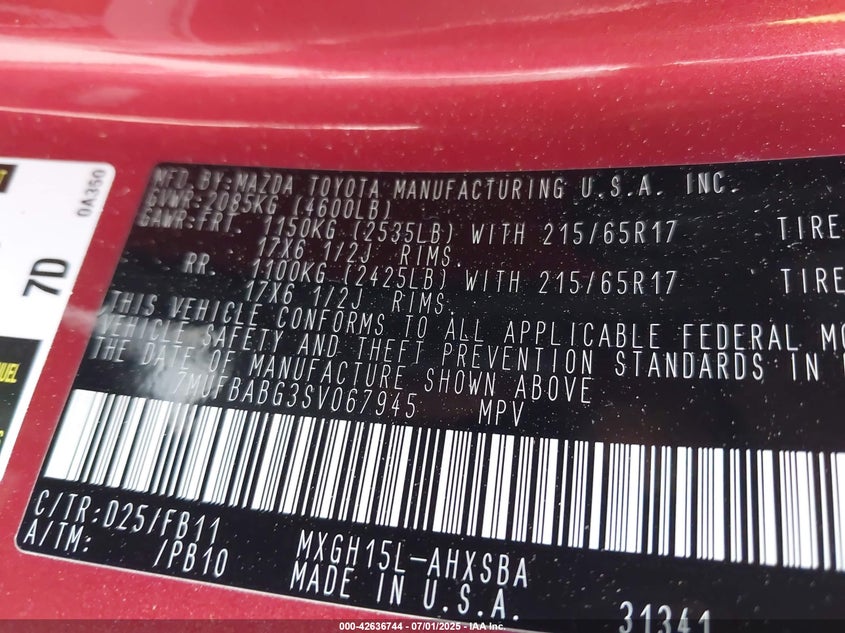 0A350
7D
MFD BY:MAZDA TOYOTA MANUFACTURING U.S.A. INC.
GVWR:2085KG (4600LB)
GAWR:FRT. 1150KG (2535LB) WITH 215/65R17 TIRE
17X6 1/2J RIMS.
RR. 1100KG (2425LB) WITH 215/65R17 TIRE
17X6 1/2J RIMS.
THIS VEHICLE CONFORMS TO ALL APPLICABLE FEDERAL MO
VEHICLE SAFETY AND THEFT PREVENTION STANDARDS IN
THE DATE OF MANUFACTURE SHOWN ABOVE
7MUFBABG3SV067945 MPV
C/TR:D25/FB11 MXGH15L-AHXSBA
A/TM: /PB10 MADE IN U.S.A. 31341
000-42636744 - 07/01/2025 - IAA Inc.